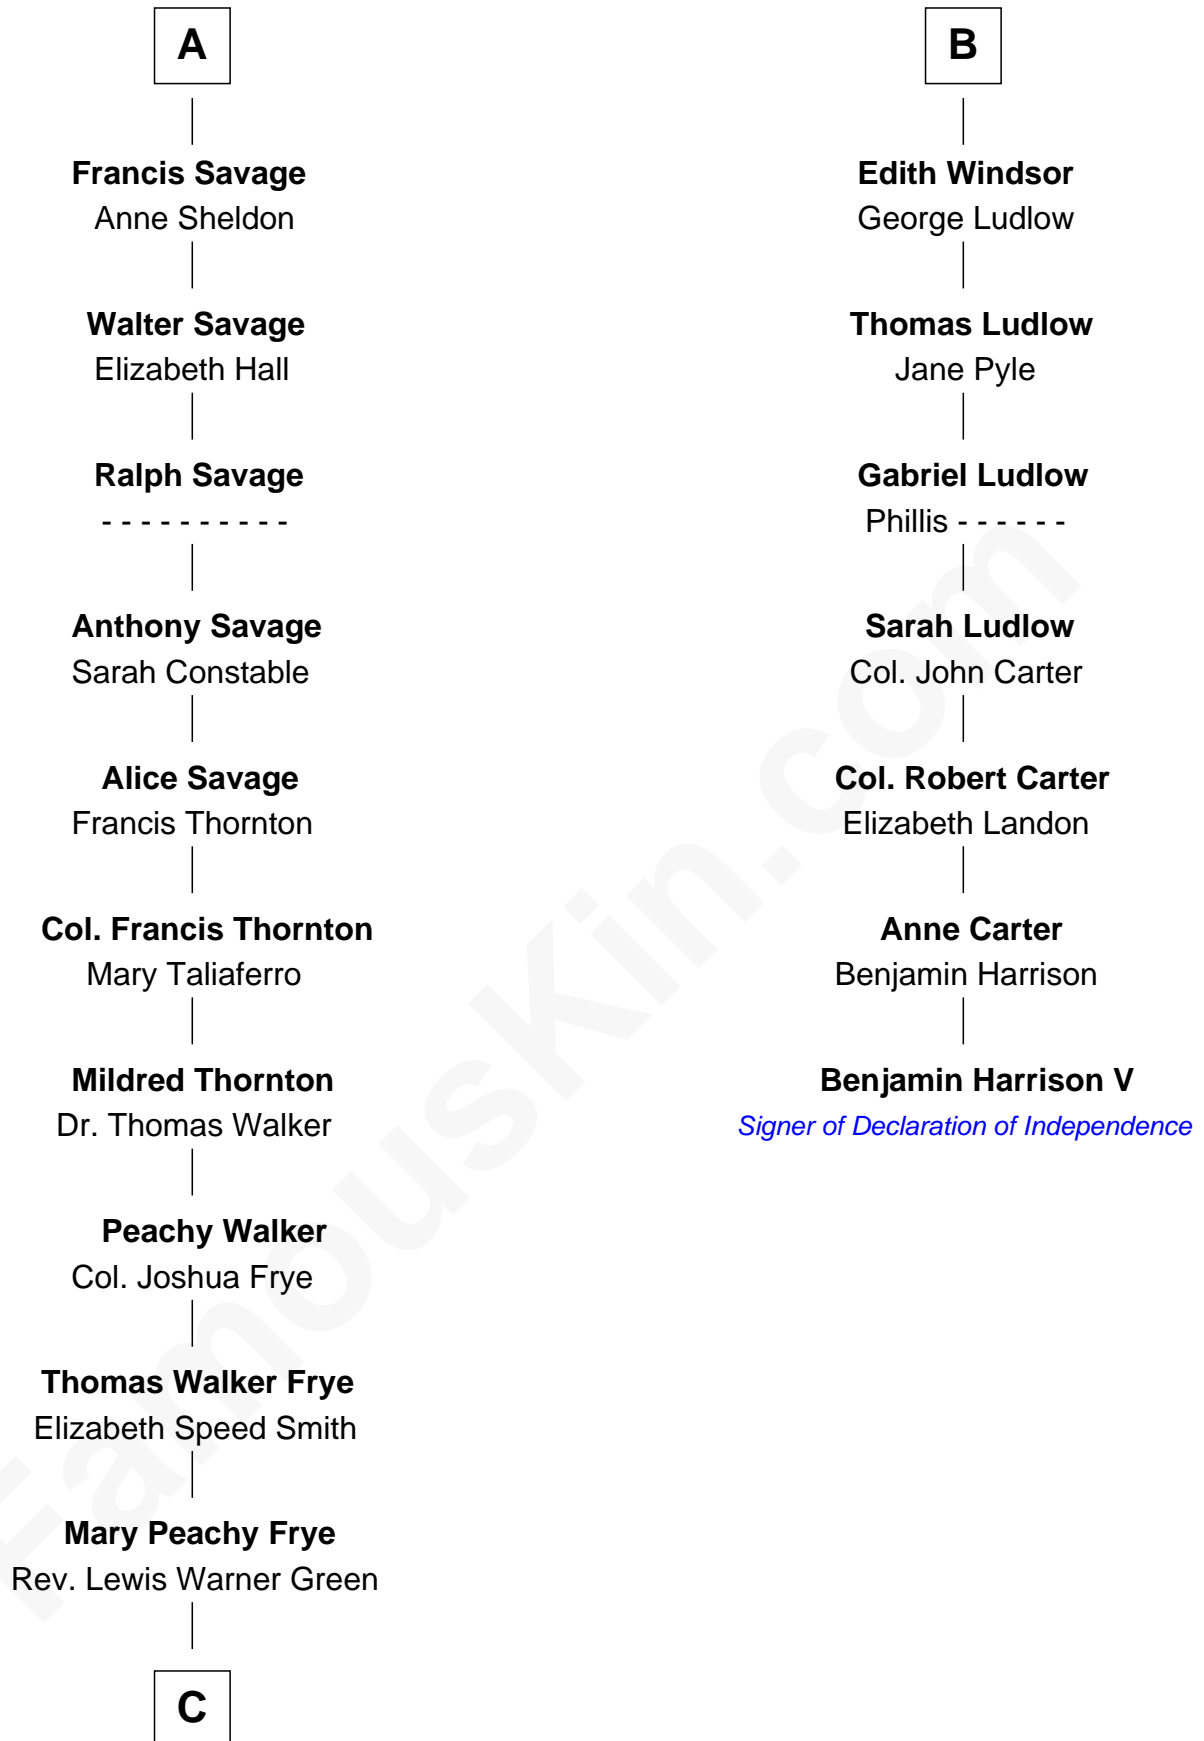 A
Francis Savage
Anne Sheldon
Walter Savage
Elizabeth Hall
Ralph Savage
- - - - - - - - - -
Anthony Savage
Sarah Constable
Alice Savage
Francis Thornton
Col. Francis Thornton
Mary Taliaferro
Mildred Thornton
Dr. Thomas Walker
Peachy Walker
Col. Joshua Frye
Thomas Walker Frye
Elizabeth Speed Smith
Mary Peachy Frye
Rev. Lewis Warner Green
C
B
Edith Windsor
George Ludlow
Thomas Ludlow
Jane Pyle
Gabriel Ludlow
Phillis - - - - - -
Sarah Ludlow
Col. John Carter
Col. Robert Carter
Elizabeth Landon
Anne Carter
Benjamin Harrison
Benjamin Harrison V
Signer of Declaration of Independence
FamousKin.com